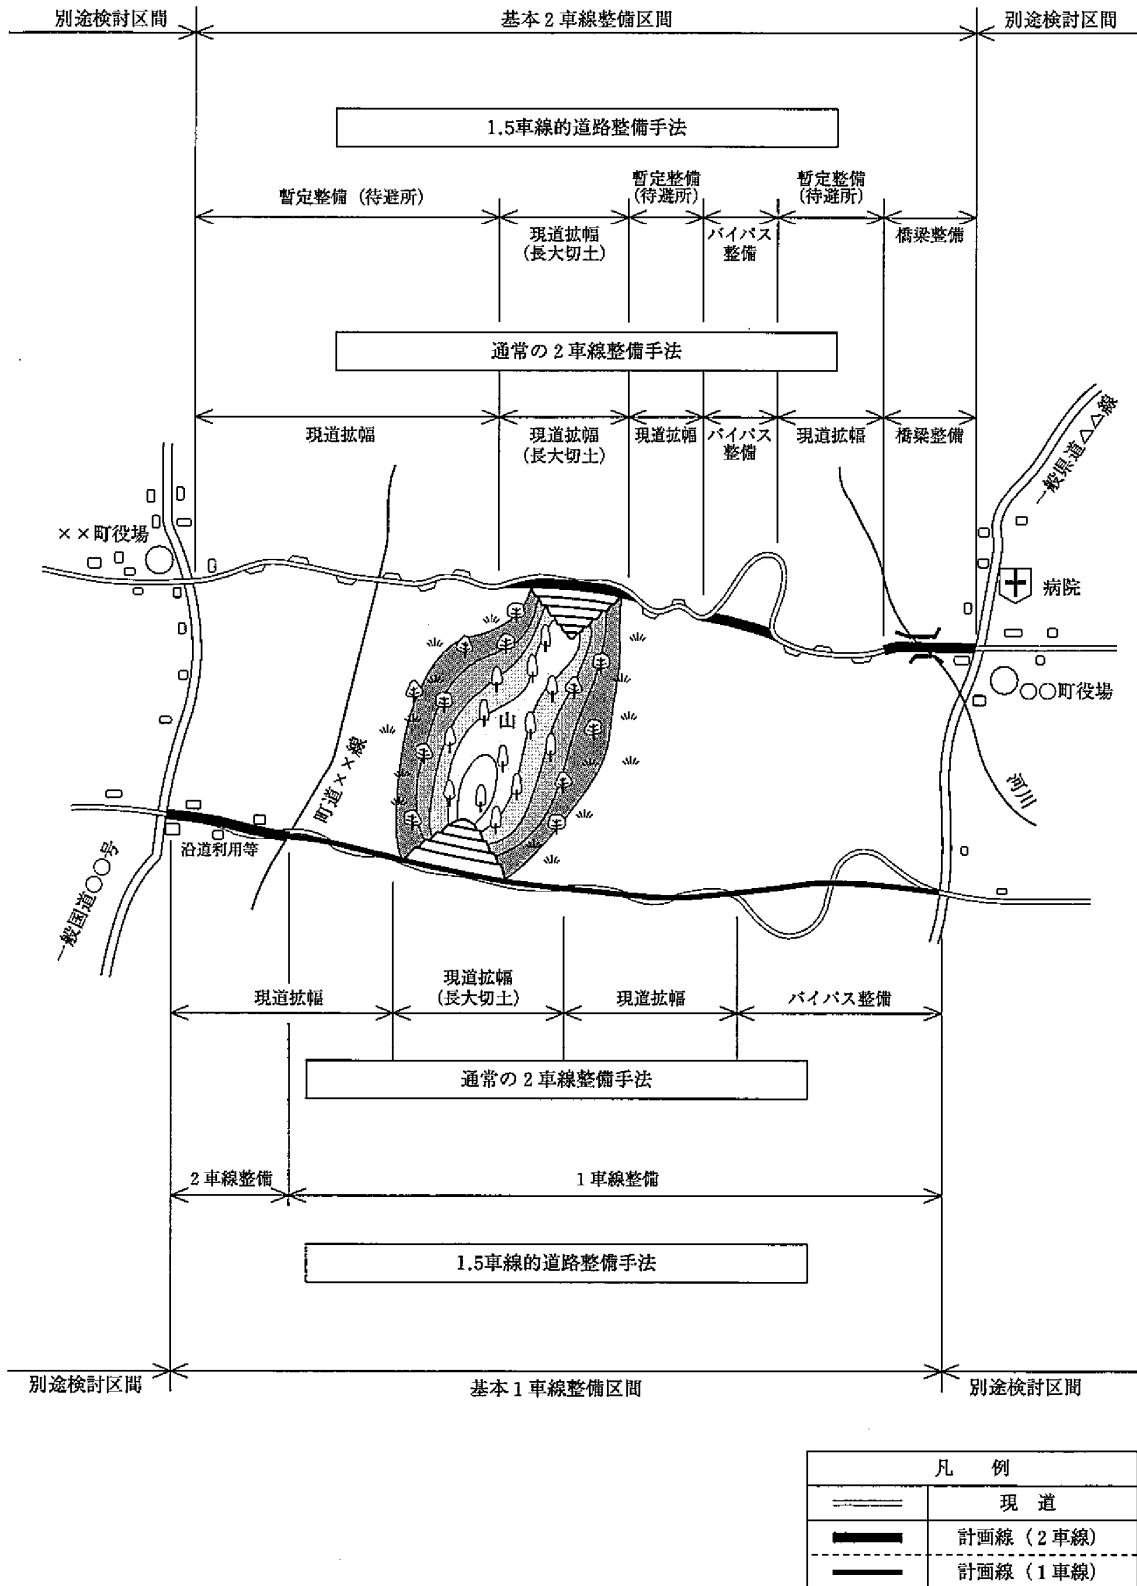 別途検討区間
基本2車線整備区間
別途検討区間
1.5車線的道路整備手法
暫定整備（待避所）
暫定整備
（待避所）
暫定整備
（待避所）
現道拡幅
（長大切土）
バイパス
整備
橋梁整備
通常の2車線整備手法
現道拡幅
現道拡幅
（長大切土）
現道拡幅
バイパス
整備
現道拡幅
橋梁整備
一般県道△△線
××町役場
病院
○○町役場
山
町道××線
河川
沿道利用等
一般国道○○号
現道拡幅
現道拡幅
（長大切土）
現道拡幅
バイパス整備
通常の2車線整備手法
2車線整備
1車線整備
1.5車線的道路整備手法
別途検討区間
基本1車線整備区間
別途検討区間
凡　例
現　道
計画線（2車線）
計画線（1車線）